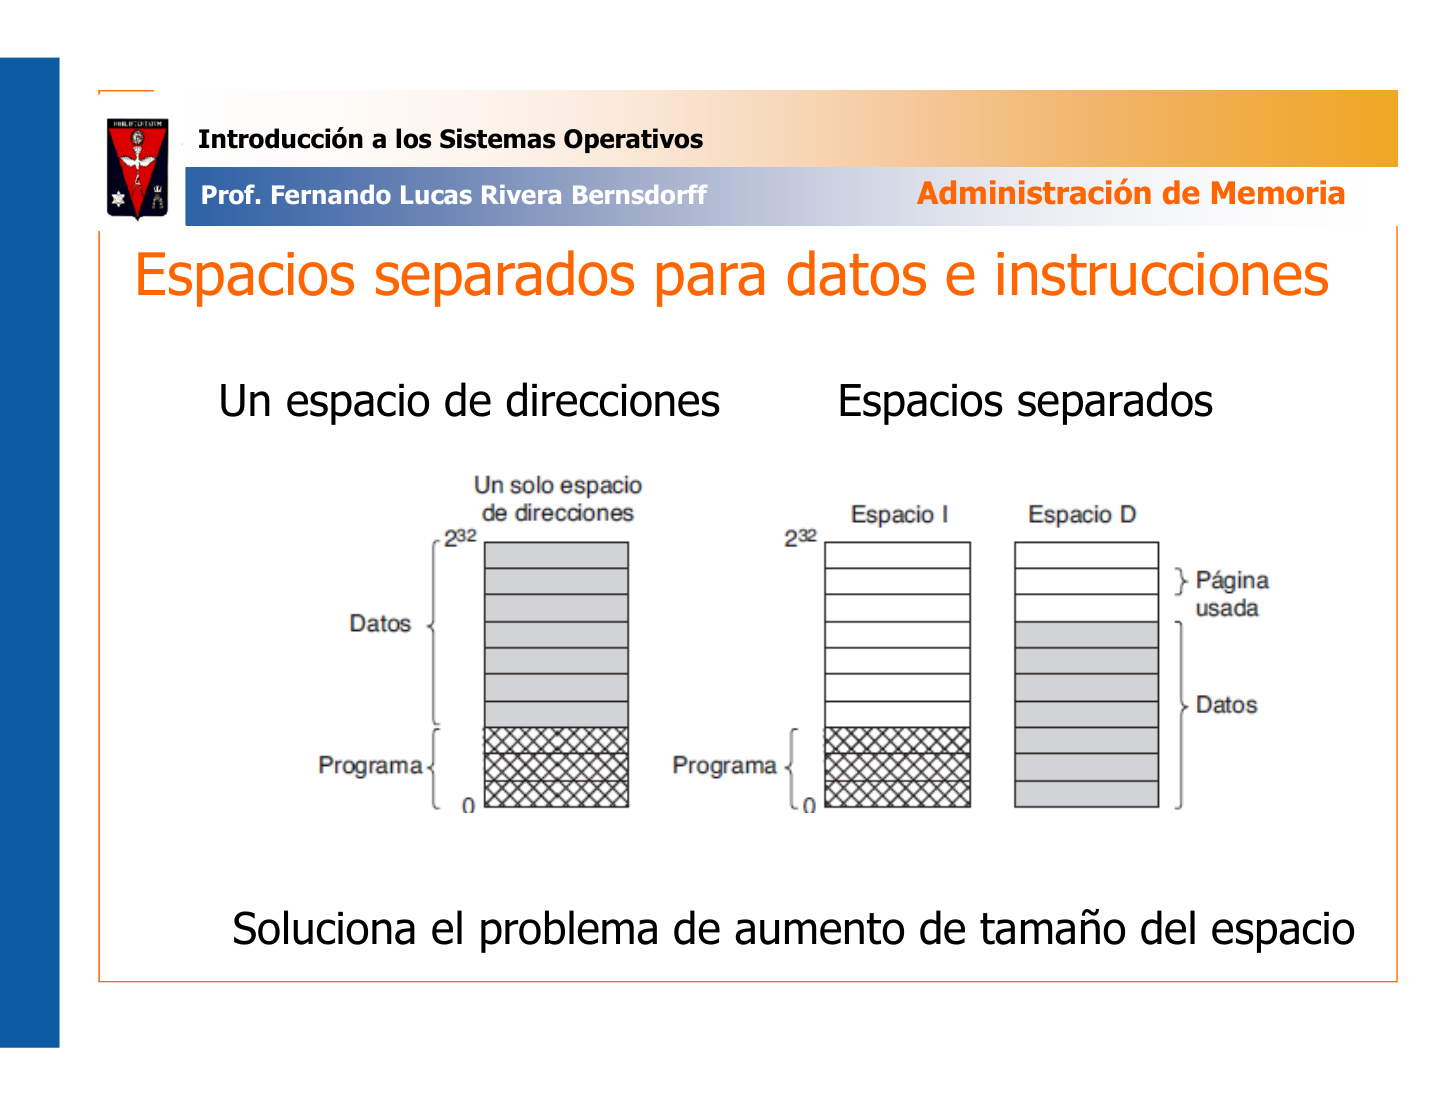 Introducción a los Sistemas Operativos
Prof. Fernando Lucas Rivera Bernsdorff
Administración de Memoria
Espacios separados para datos e instrucciones
Un espacio de direcciones
Espacios separados
Un solo espacio
de direcciones
2³²
Datos
Programa
0
Espacio I
Espacio D
2³²
Programa
0
Página
usada
Datos
Soluciona el problema de aumento de tamaño del espacio